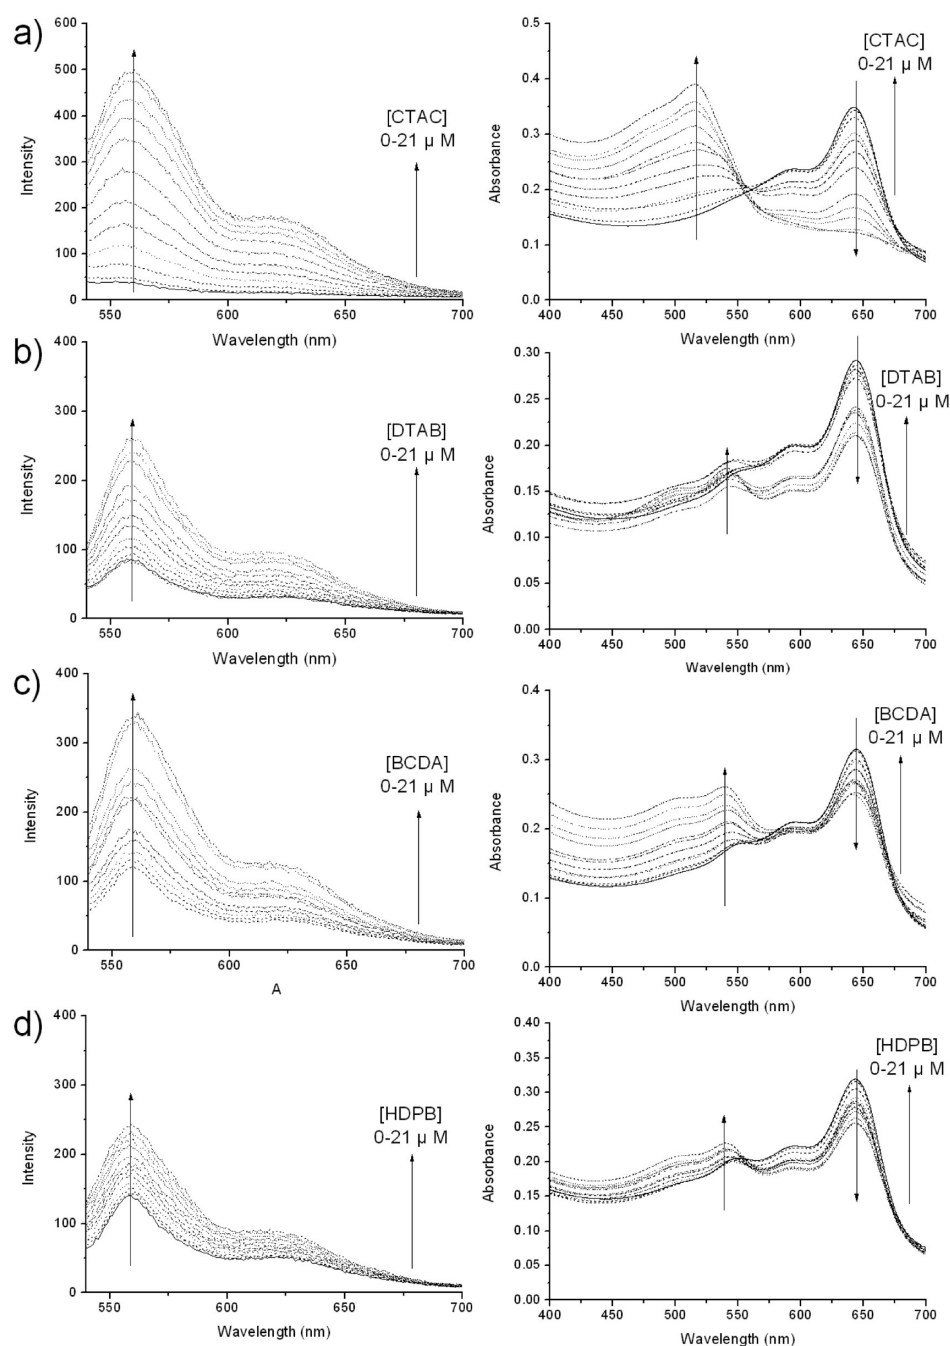 a)
600
500
400
300
200
100
0
Intensity
550
600
650
700
Wavelength (nm)
[CTAC]
0-21 µ M
0.5
0.4
0.3
0.2
0.1
0.0
Absorbance
400
450
500
550
600
650
700
Wavelength (nm)
[CTAC]
0-21 µ M
b)
400
300
200
100
0
Intensity
550
600
650
700
Wavelength (nm)
[DTAB]
0-21 µ M
0.30
0.25
0.20
0.15
0.10
0.05
0.00
Absorbance
400
450
500
550
600
650
700
Wavelength (nm)
[DTAB]
0-21 µ M
c)
400
300
200
100
0
Intensity
550
600
650
700
A
[BCDA]
0-21 µ M
0.4
0.3
0.2
0.1
0.0
Absorbance
400
450
500
550
600
650
700
Wavelength (nm)
[BCDA]
0-21 µ M
d)
400
300
200
100
0
Intensity
550
600
650
700
Wavelength (nm)
[HDPB]
0-21 µ M
0.40
0.35
0.30
0.25
0.20
0.15
0.10
0.05
0.00
Absorbance
400
450
500
550
600
650
700
Wavelength (nm)
[HDPB]
0-21 µ M